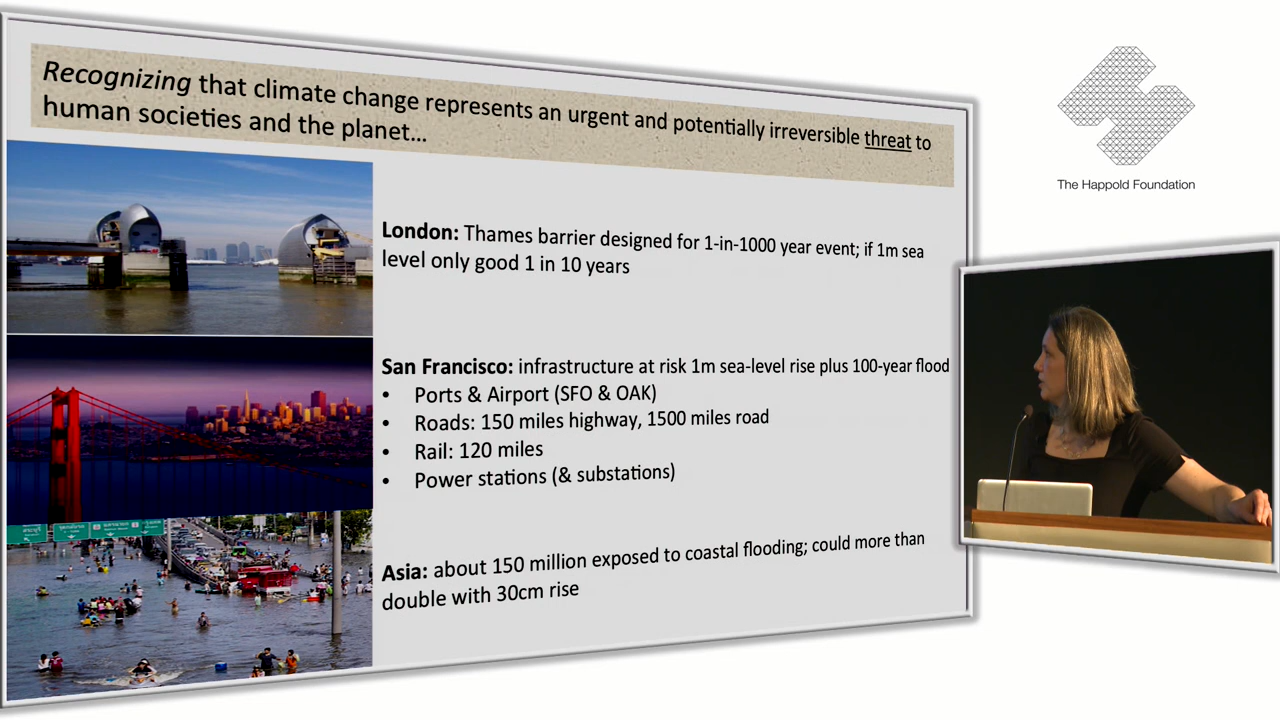 Recognizing that climate change represents an urgent and potentially irreversible threat to
human societies and the planet...
London: Thames barrier designed for 1-in-1000 year event; if 1m sea
level only good 1 in 10 years
San Francisco: infrastructure at risk 1m sea-level rise plus 100-year flood
• Ports & Airport (SFO & OAK)
• Roads: 150 miles highway, 1500 miles road
• Rail: 120 miles
• Power stations (& substations)
Asia: about 150 million exposed to coastal flooding; could more than
double with 30cm rise
The Happold Foundation